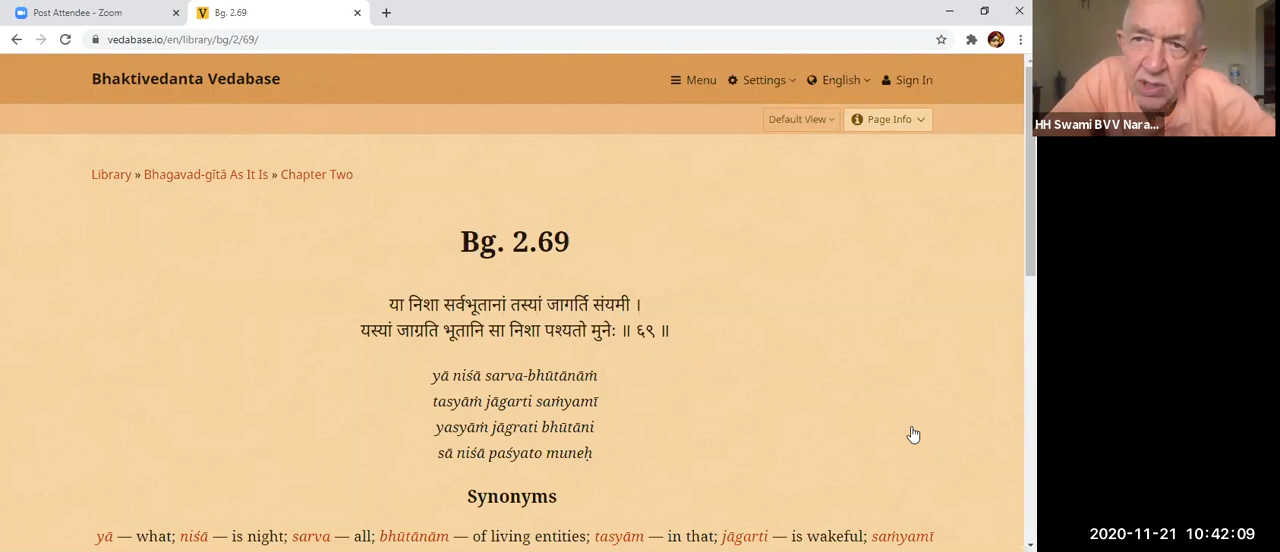 Post Attendee - Zoom
Bg. 2.69
vedabase.io/en/library/bg/2/69/
Bhaktivedanta Vedabase
Menu Settings English Sign In
HH Swami BVV Nara...
Default View Page Info
Library » Bhagavad-gītā As It Is » Chapter Two
Bg. 2.69
या निशा सर्वभूतानां तस्यां जागर्ति संयमी ।
यस्यां जाग्रति भूतानि सा निशा पश्यतो मुनेः ॥ ६९ ॥
yā niśā sarva-bhūtānāṁ
tasyāṁ jāgarti saṁyamī
yasyāṁ jāgrati bhūtāni
sā niśā paśyato muneḥ
Synonyms
yā — what; niśā — is night; sarva — all; bhūtānām — of living entities; tasyām — in that; jāgarti — is wakeful; saṁyamī
2020-11-21 10:42:09